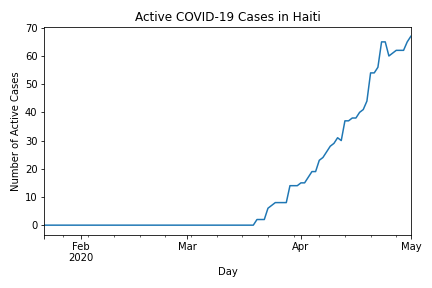 Active COVID-19 Cases in Haiti
70
60
50
40
30
20
10
0
Number of Active Cases
Feb
2020
Mar
Apr
May
Day